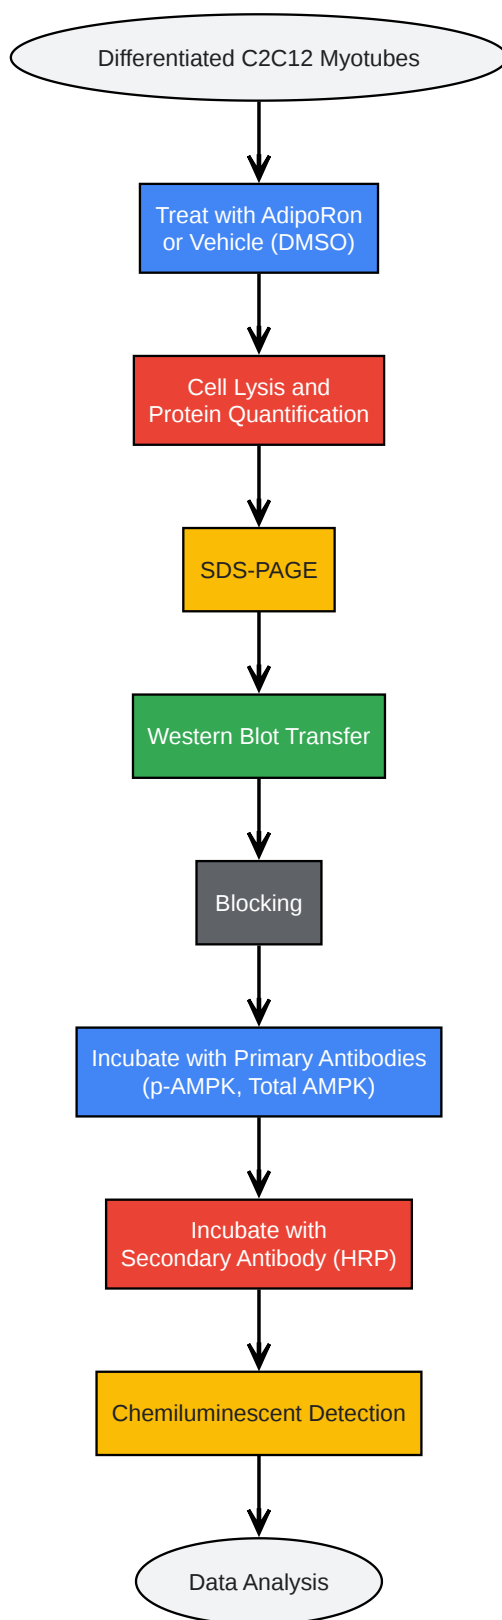 Differentiated C2C12 Myotubes
Treat with AdipoRon
or Vehicle (DMSO)
Cell Lysis and
Protein Quantification
SDS-PAGE
Western Blot Transfer
Blocking
Incubate with Primary Antibodies
(p-AMPK, Total AMPK)
Incubate with
Secondary Antibody (HRP)
Chemiluminescent Detection
Data Analysis